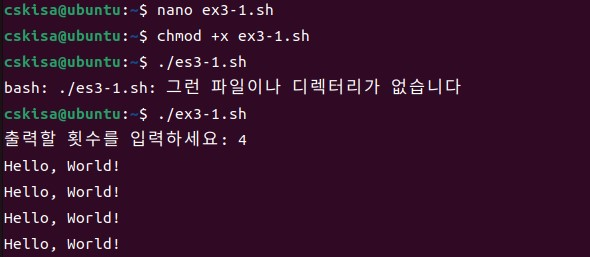 cskisa@ubuntu:~$ nano ex3-1.sh
cskisa@ubuntu:~$ chmod +x ex3-1.sh
cskisa@ubuntu:~$ ./es3-1.sh
bash: ./es3-1.sh: 그런 파일이나 디렉터리가 없습니다
cskisa@ubuntu:~$ ./ex3-1.sh
출력할 횟수를 입력하세요: 4
Hello, World!
Hello, World!
Hello, World!
Hello, World!